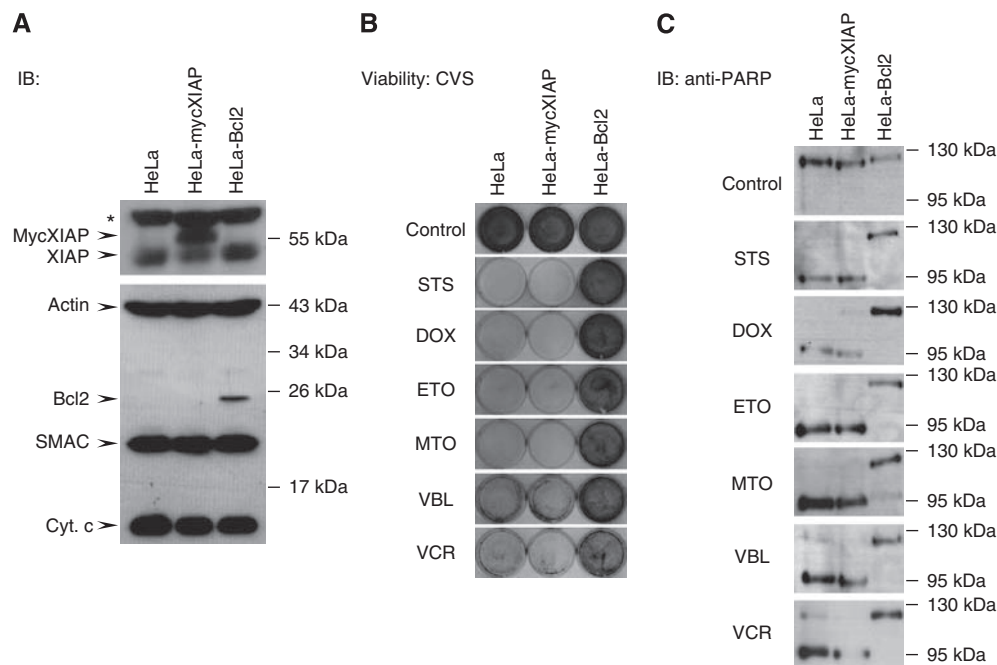 A
IB:
HeLa
HeLa-mycXIAP
HeLa-Bcl2
*
MycXIAP
XIAP
55 kDa
Actin
43 kDa
34 kDa
Bcl2
26 kDa
SMAC
17 kDa
Cyt. c
B
Viability: CVS
HeLa
HeLa-mycXIAP
HeLa-Bcl2
Control
STS
DOX
ETO
MTO
VBL
VCR
C
IB: anti-PARP
HeLa
HeLa-mycXIAP
HeLa-Bcl2
Control
130 kDa
95 kDa
STS
130 kDa
95 kDa
DOX
130 kDa
95 kDa
ETO
130 kDa
95 kDa
MTO
130 kDa
95 kDa
VBL
130 kDa
95 kDa
VCR
130 kDa
95 kDa